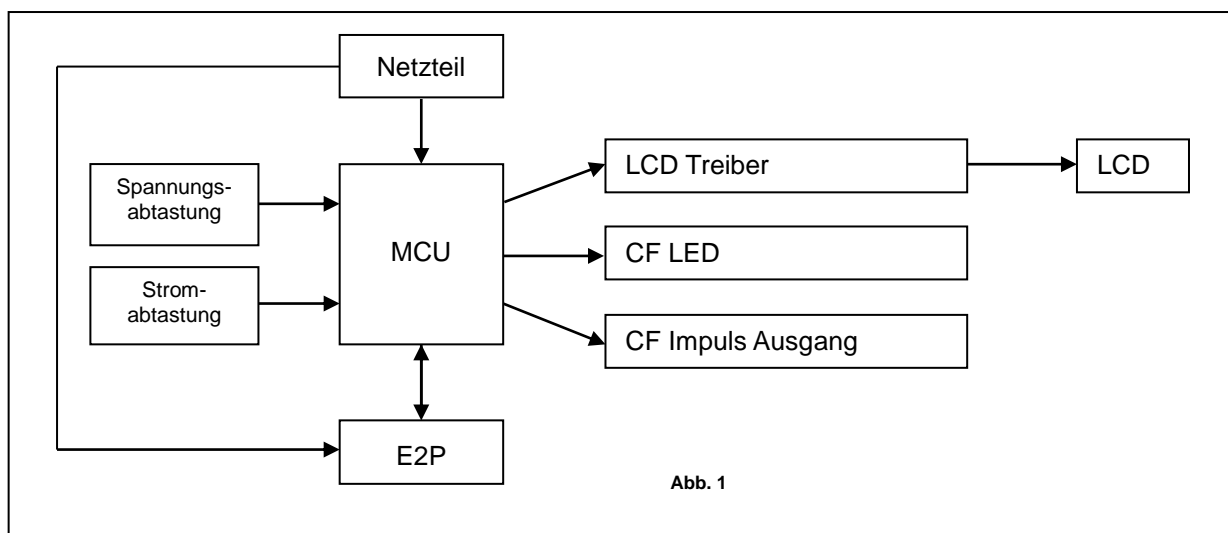 Netzteil
Spannungs-
abtastung
Strom-
abtastung
MCU
E2P
LCD Treiber
LCD
CF LED
CF Impuls Ausgang
Abb. 1